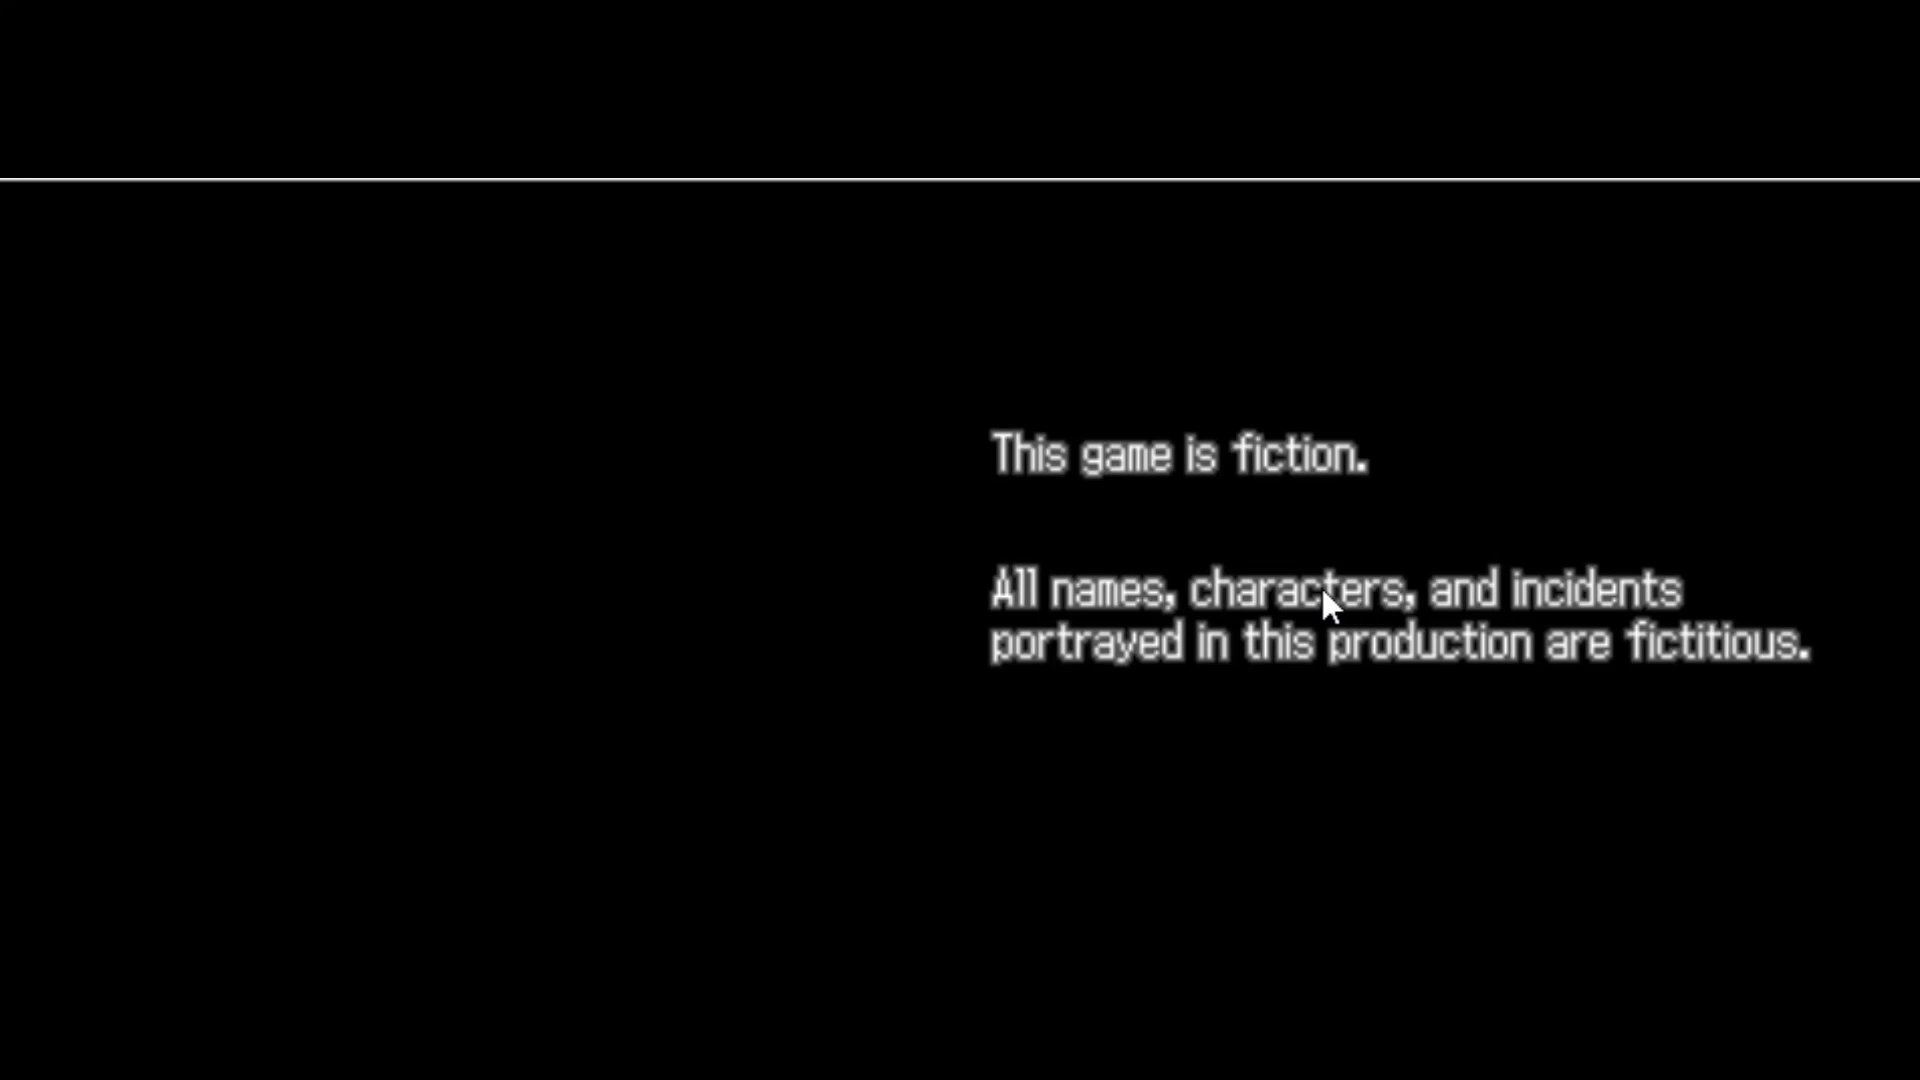 This game is fiction.
All names, characters, and incidents
portrayed in this production are fictitious.